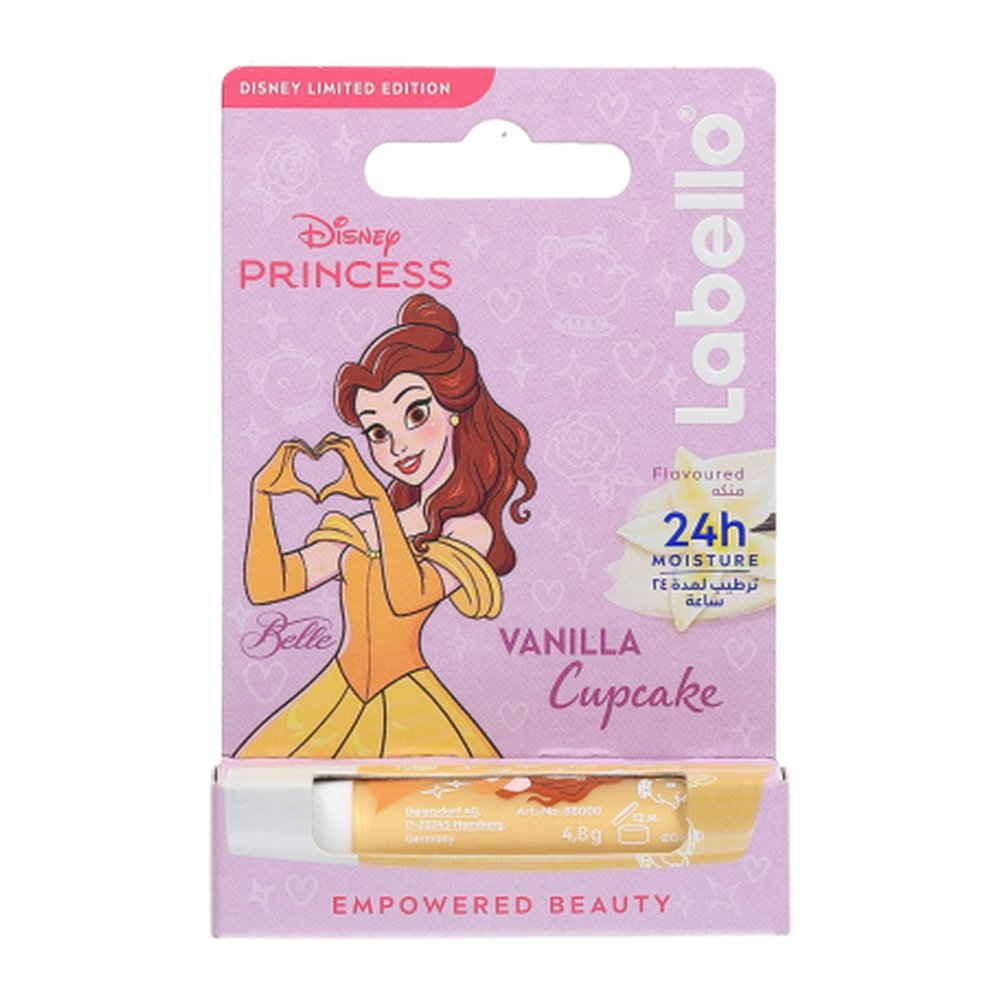 DISNEY LIMITED EDITION
Labello®
Disney
PRINCESS
Flavoured
منكه
24h
MOISTURE
ترطيب لمدة ٢٤
ساعة
Belle
VANILLA
Cupcake
Beiersdorf AG,
D-20245 Hamburg,
Germany
Art.-No. 88000
4,8 g
12 M
EMPOWERED BEAUTY